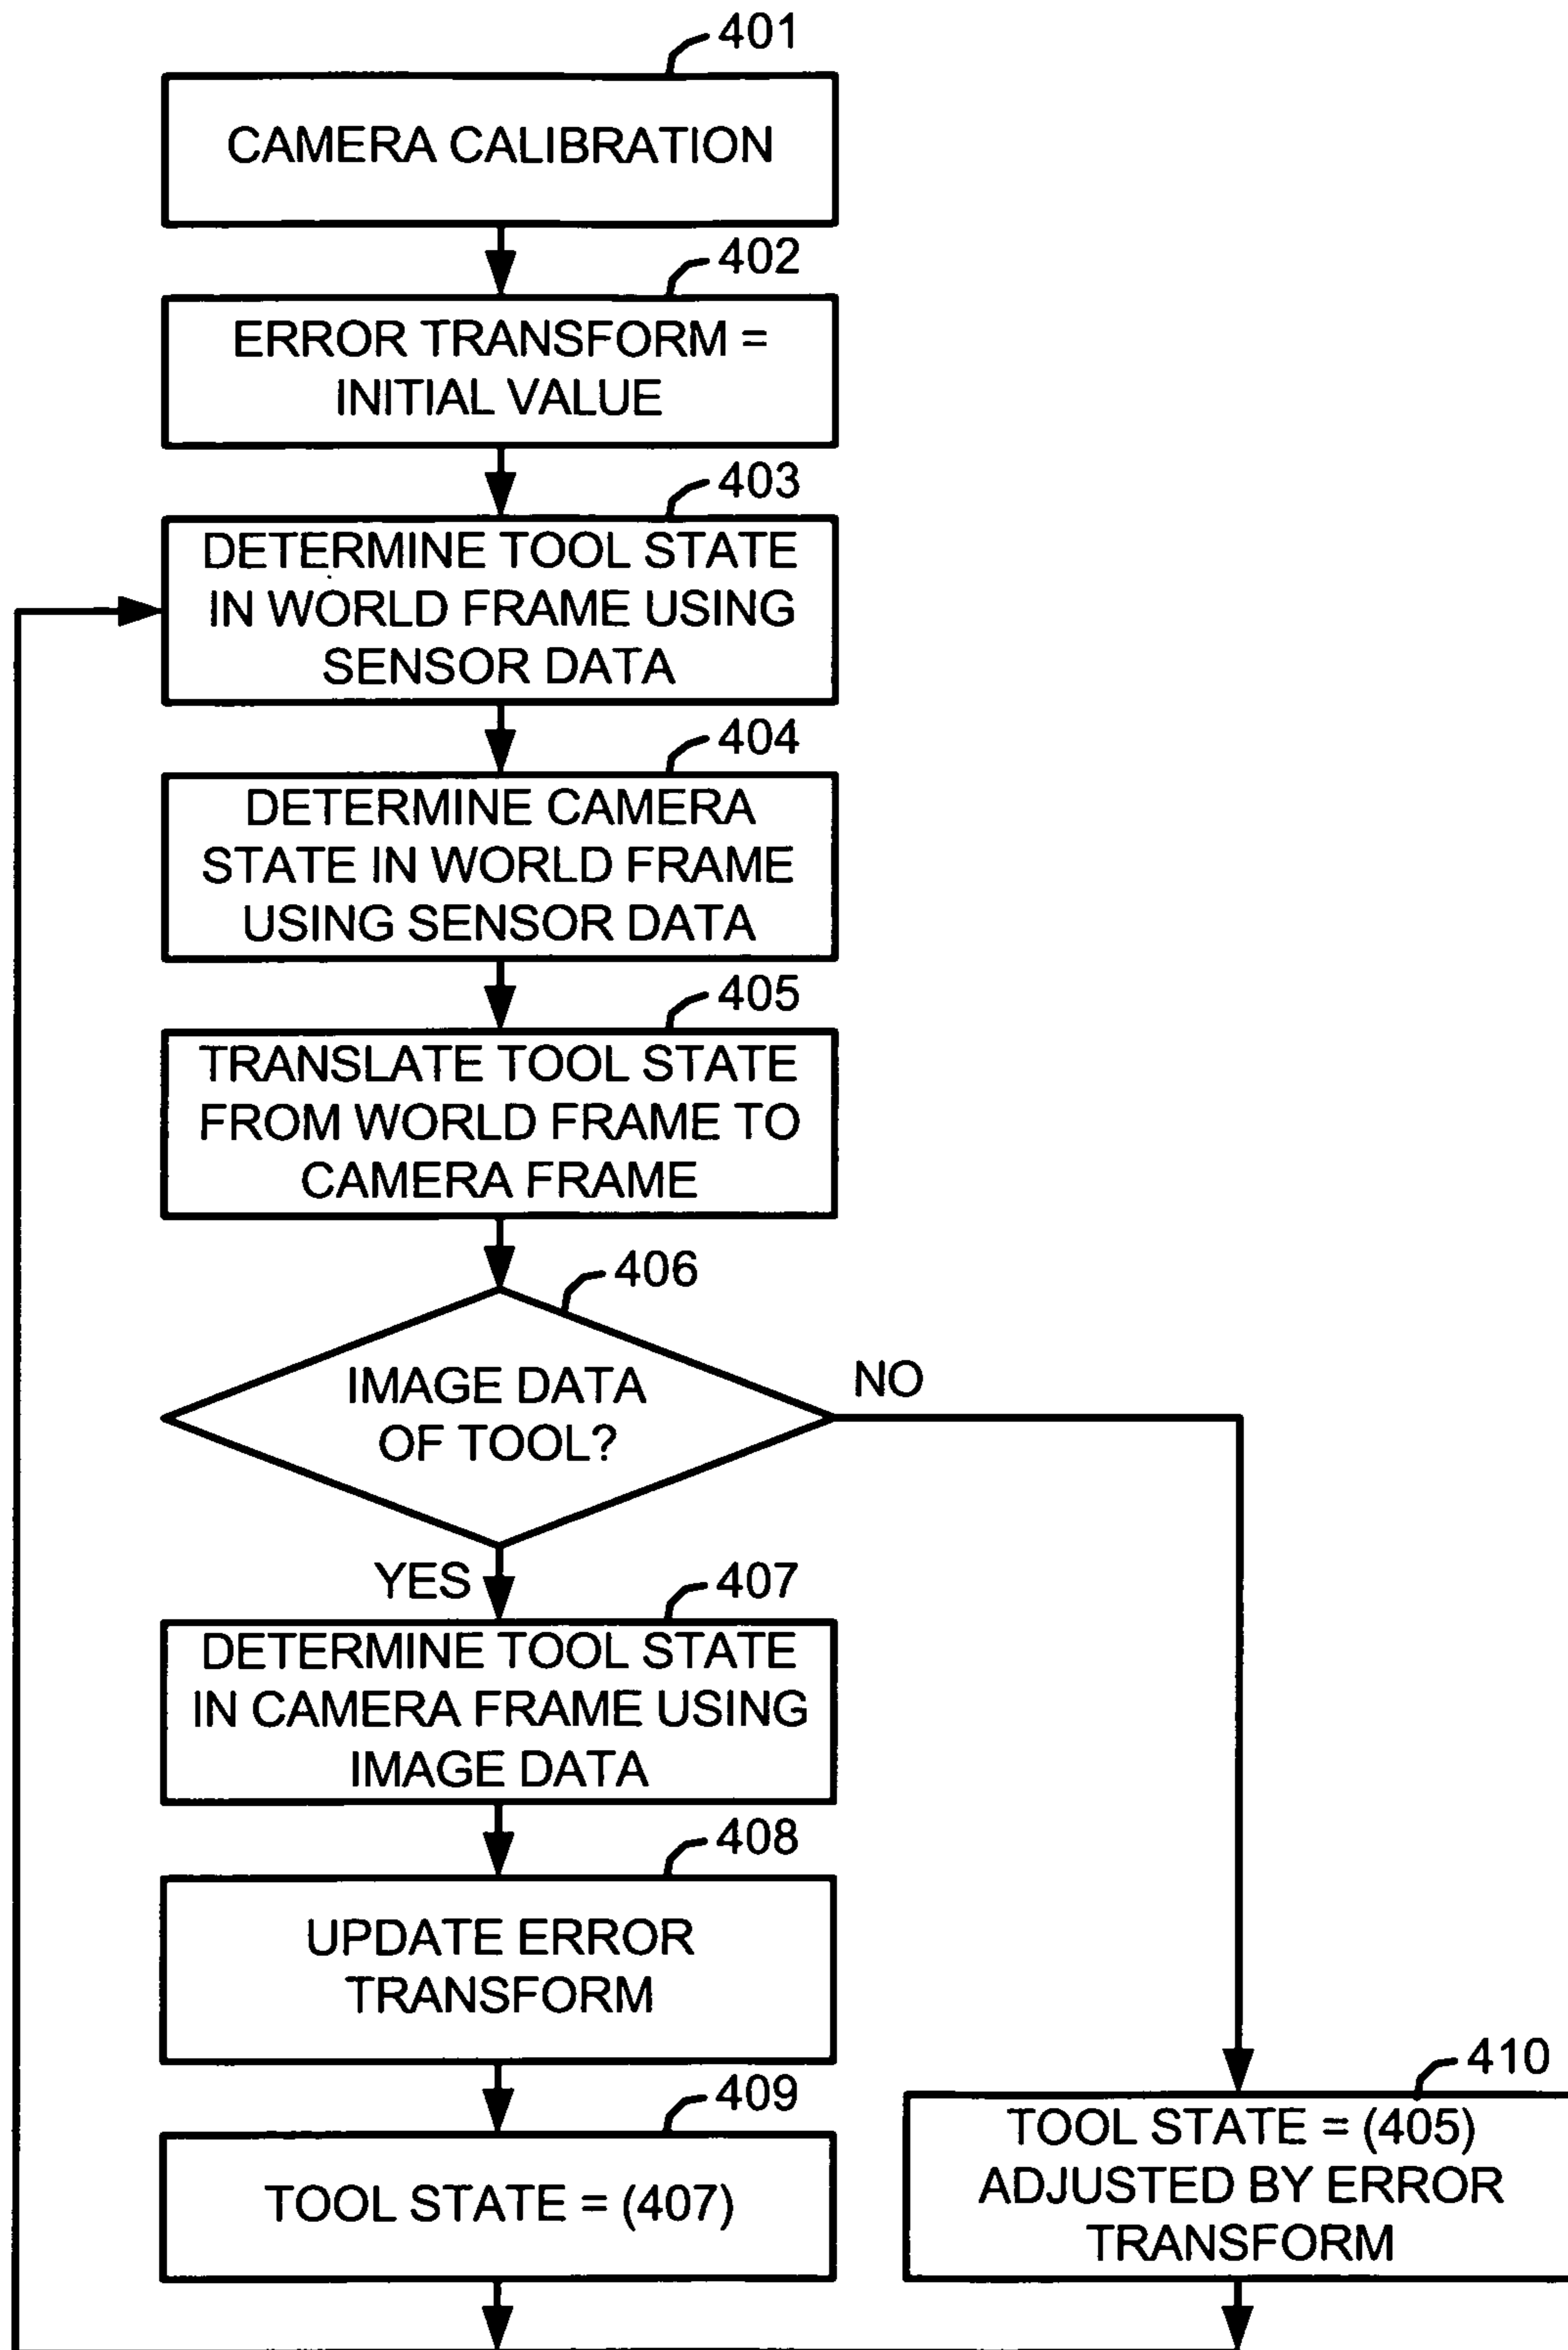 401
CAMERA CALIBRATION
402
ERROR TRANSFORM =
INITIAL VALUE
403
DETERMINE TOOL STATE
IN WORLD FRAME USING
SENSOR DATA
404
DETERMINE CAMERA
STATE IN WORLD FRAME
USING SENSOR DATA
405
TRANSLATE TOOL STATE
FROM WORLD FRAME TO
CAMERA FRAME
406
IMAGE DATA
OF TOOL?
NO
YES
407
DETERMINE TOOL STATE
IN CAMERA FRAME USING
IMAGE DATA
408
UPDATE ERROR
TRANSFORM
409
TOOL STATE = (407)
410
TOOL STATE = (405)
ADJUSTED BY ERROR
TRANSFORM